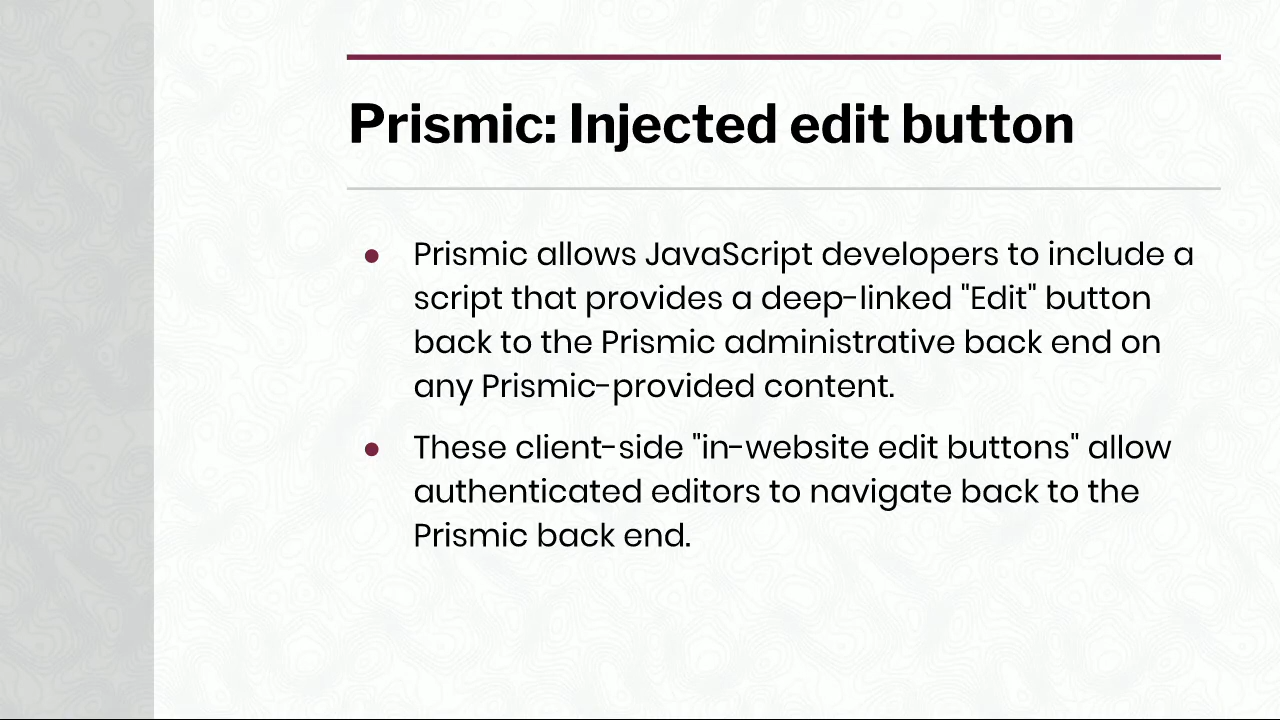 Prismic: Injected edit button
● Prismic allows JavaScript developers to include a
script that provides a deep-linked "Edit" button
back to the Prismic administrative back end on
any Prismic-provided content.
● These client-side "in-website edit buttons" allow
authenticated editors to navigate back to the
Prismic back end.